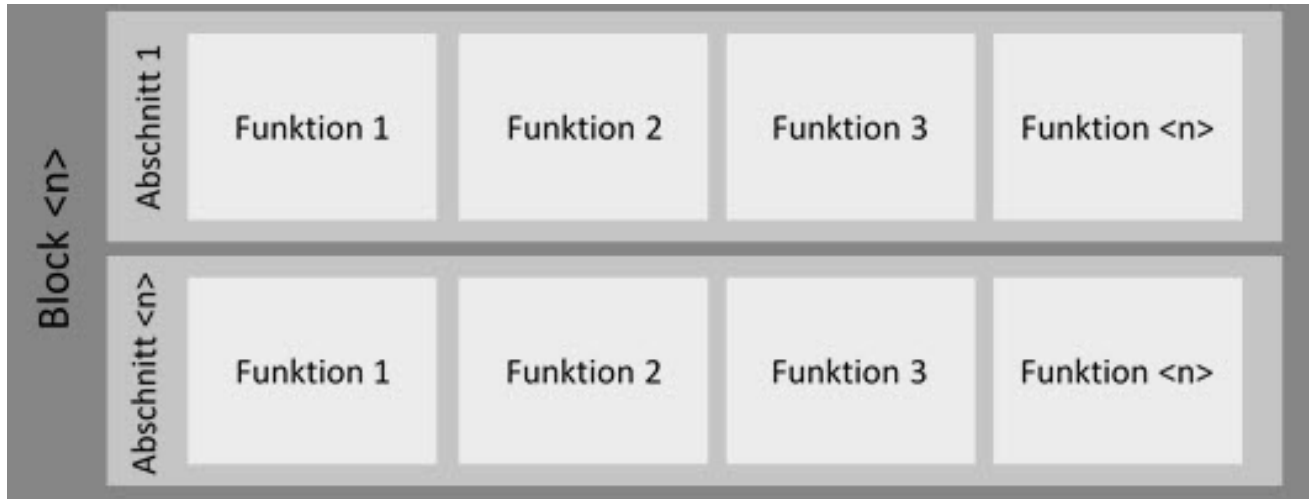 Block <n>
Abschnitt 1
Funktion 1
Funktion 2
Funktion 3
Funktion <n>
Abschnitt <n>
Funktion 1
Funktion 2
Funktion 3
Funktion <n>